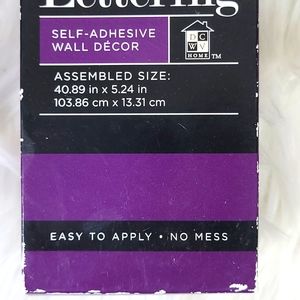 Lettering
SELF-ADHESIVE
WALL DÉCOR
D C
W V
HOME
TM
ASSEMBLED SIZE:
40.89 in x 5.24 in
103.86 cm x 13.31 cm
EASY TO APPLY • NO MESS